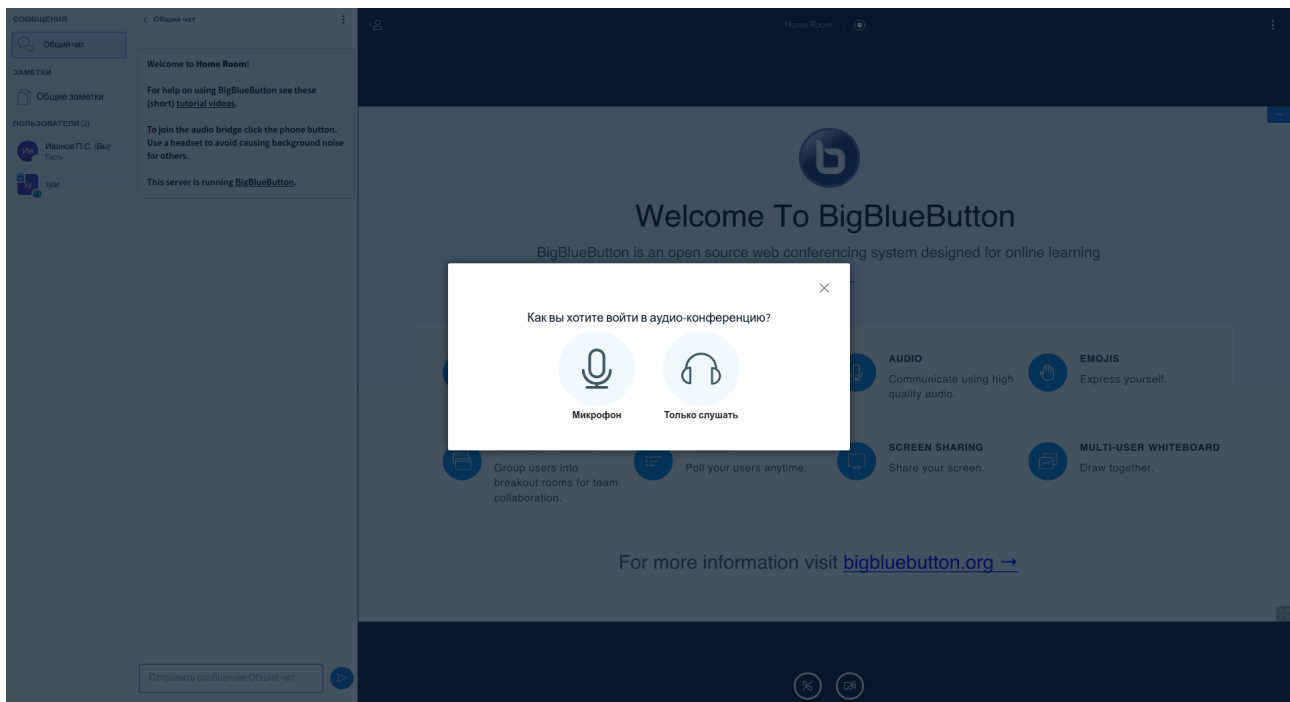 СООБЩЕНИЯ
Общий чат
ЗАМЕТКИ
Общие заметки
ПОЛЬЗОВАТЕЛИ (2)
Ив
Иванов П.С. (Вы)
Гость
sy
syar
Общий чат
Welcome to Home Room!
For help on using BigBlueButton see these
(short) tutorial videos.
To join the audio bridge click the phone button.
Use a headset to avoid causing background noise
for others.
This server is running BigBlueButton.
Отправить сообщение Общий чат
Home Room
b
Welcome To BigBlueButton
BigBlueButton is an open source web conferencing system designed for online learning
Как вы хотите войти в аудио-конференцию?
Микрофон
Только слушать
AUDIO
Communicate using high
quality audio.
EMOJIS
Express yourself.
Group users into
breakout rooms for team
collaboration.
Poll your users anytime.
SCREEN SHARING
Share your screen.
MULTI-USER WHITEBOARD
Draw together.
For more information visit bigbluebutton.org →